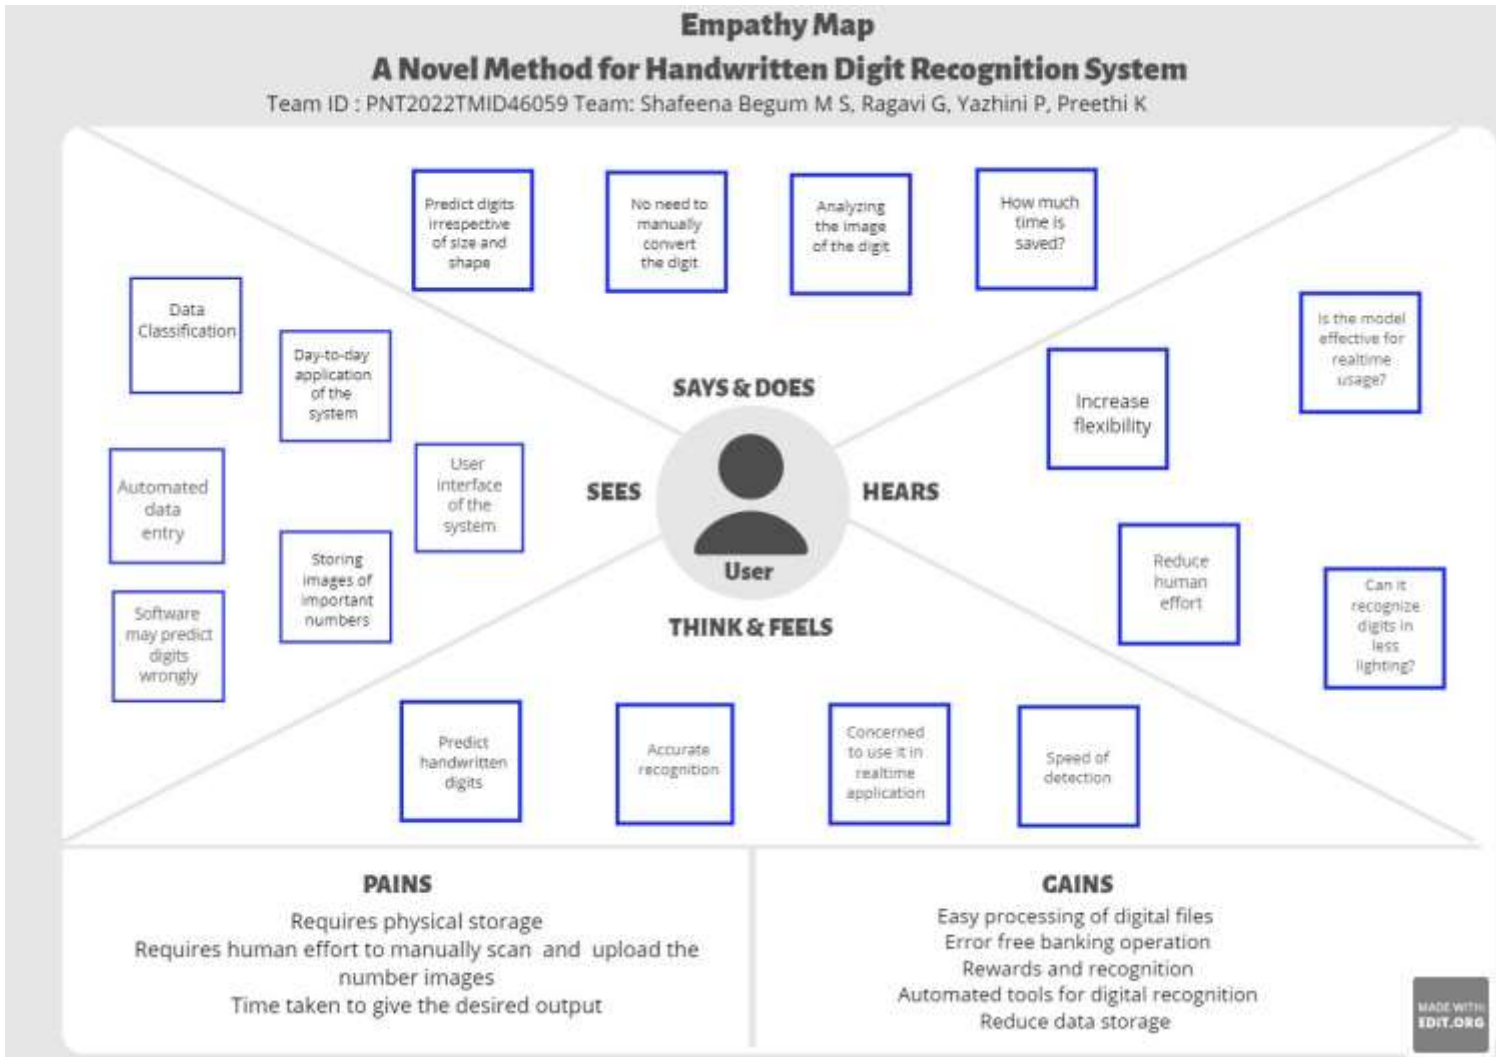 Empathy Map
A Novel Method for Handwritten Digit Recognition System
Team ID : PNT2022TMID46059 Team: Shafeena Begum M S, Ragavi G, Yazhini P, Preethi K
Predict digits
irrespective
of size and
shape
No need to
manually
convert
the digit
Analyzing
the image
of the digit
How much
time is
saved?
SAYS & DOES
Data
Classification
Day-to-day
application
of the
system
Automated
data
entry
User
interface
of the
system
Storing
images of
important
numbers
Software
may predict
digits
wrongly
SEES
User
HEARS
Is the model
effective for
realtime
usage?
Increase
flexibility
Reduce
human
effort
Can it
recognize
digits in
less
lighting?
THINK & FEELS
Predict
handwritten
digits
Accurate
recognition
Concerned
to use it in
realtime
application
Speed of
detection
PAINS
Requires physical storage
Requires human effort to manually scan and upload the
number images
Time taken to give the desired output
GAINS
Easy processing of digital files
Error free banking operation
Rewards and recognition
Automated tools for digital recognition
Reduce data storage
MADE WITH:
EDIT.ORG